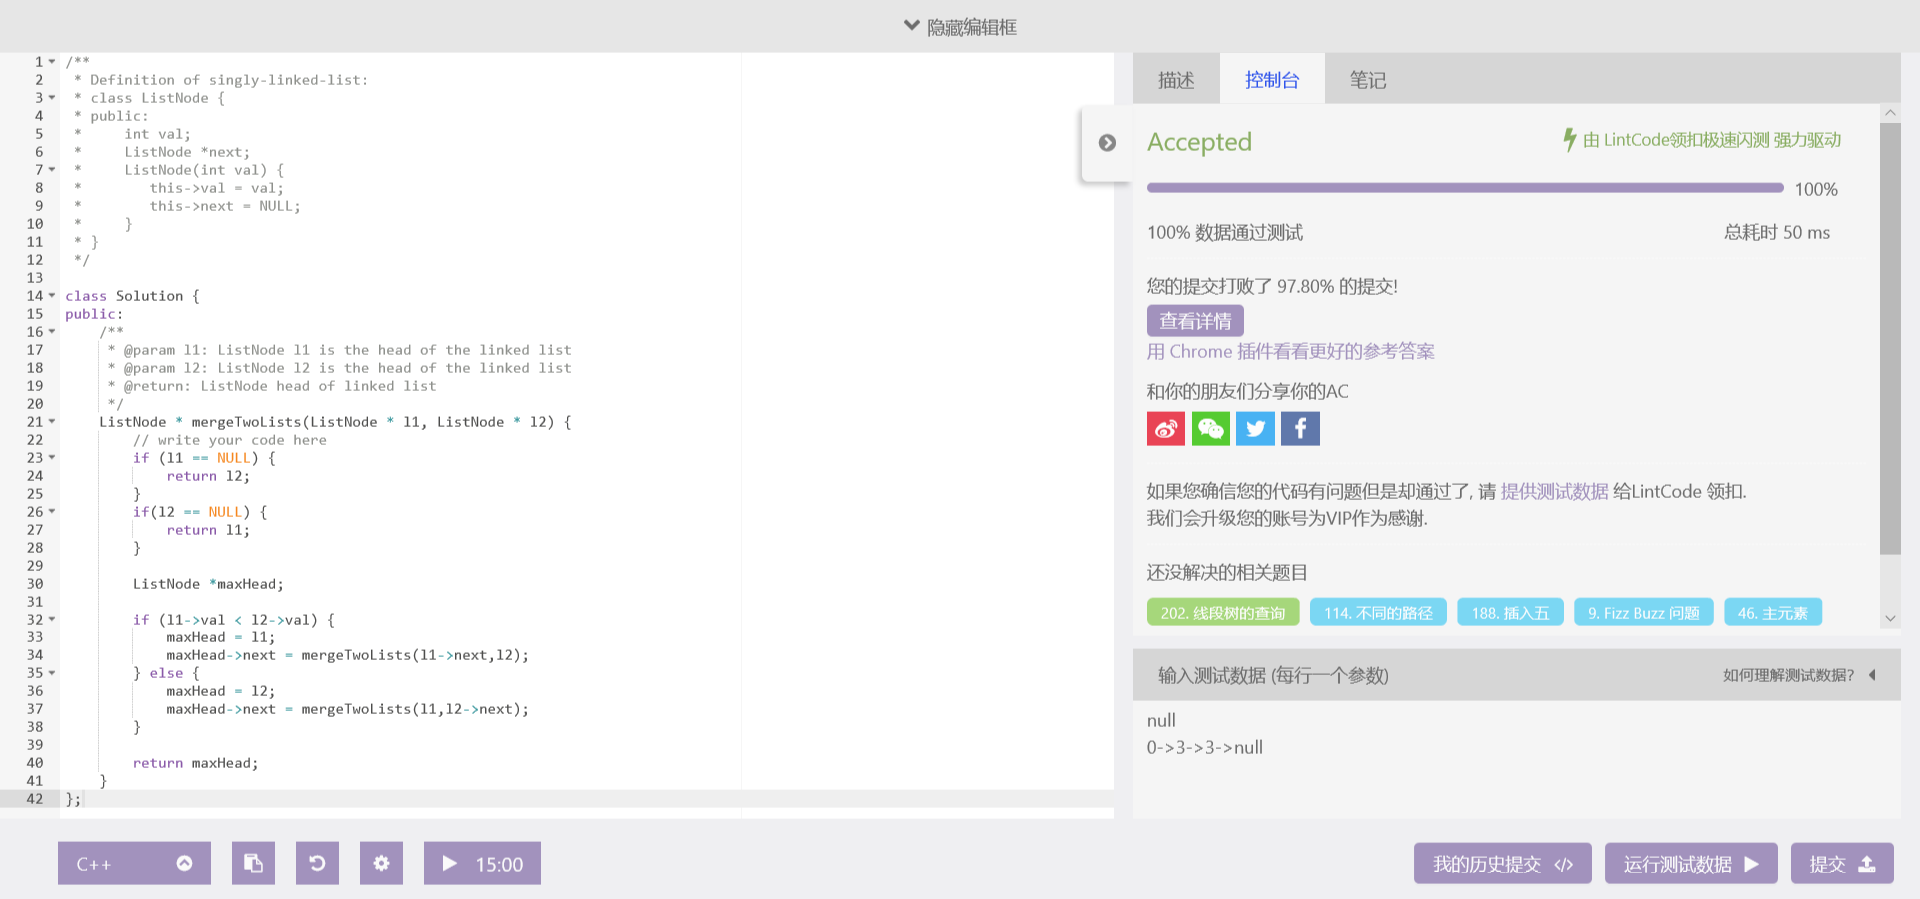 隐藏编辑框
1 /**
2  * Definition of singly-linked-list:
3  * class ListNode {
4  * public:
5  *     int val;
6  *     ListNode *next;
7  *     ListNode(int val) {
8  *        this->val = val;
9  *        this->next = NULL;
10  *     }
11  * }
12  */
13
14 class Solution {
15 public:
16     /**
17      * @param l1: ListNode l1 is the head of the linked list
18      * @param l2: ListNode l2 is the head of the linked list
19      * @return: ListNode head of linked list
20      */
21     ListNode * mergeTwoLists(ListNode * l1, ListNode * l2) {
22         // write your code here
23         if (l1 == NULL) {
24             return l2;
25         }
26         if(l2 == NULL) {
27             return l1;
28         }
29
30         ListNode *maxHead;
31
32         if (l1->val < l2->val) {
33             maxHead = l1;
34             maxHead->next = mergeTwoLists(l1->next,l2);
35         } else {
36             maxHead = l2;
37             maxHead->next = mergeTwoLists(l1,l2->next);
38         }
39
40         return maxHead;
41     }
42 };
C++
15:00
描述 控制台 笔记
Accepted 由 LintCode领扣极速闪测 强力驱动
100%
100% 数据通过测试 总耗时 50 ms
您的提交打败了 97.80% 的提交!
查看详情
用 Chrome 插件看看更好的参考答案
和你的朋友们分享你的AC
如果您确信您的代码有问题但是却通过了, 请 提供测试数据 给LintCode 领扣.
我们会升级您的账号为VIP作为感谢.
还没解决的相关题目
202. 线段树的查询 114. 不同的路径 188. 插入五 9. Fizz Buzz 问题 46. 主元素
输入测试数据 (每行一个参数) 如何理解测试数据?
null
0->3->3->null
我的历史提交 运行测试数据 提交